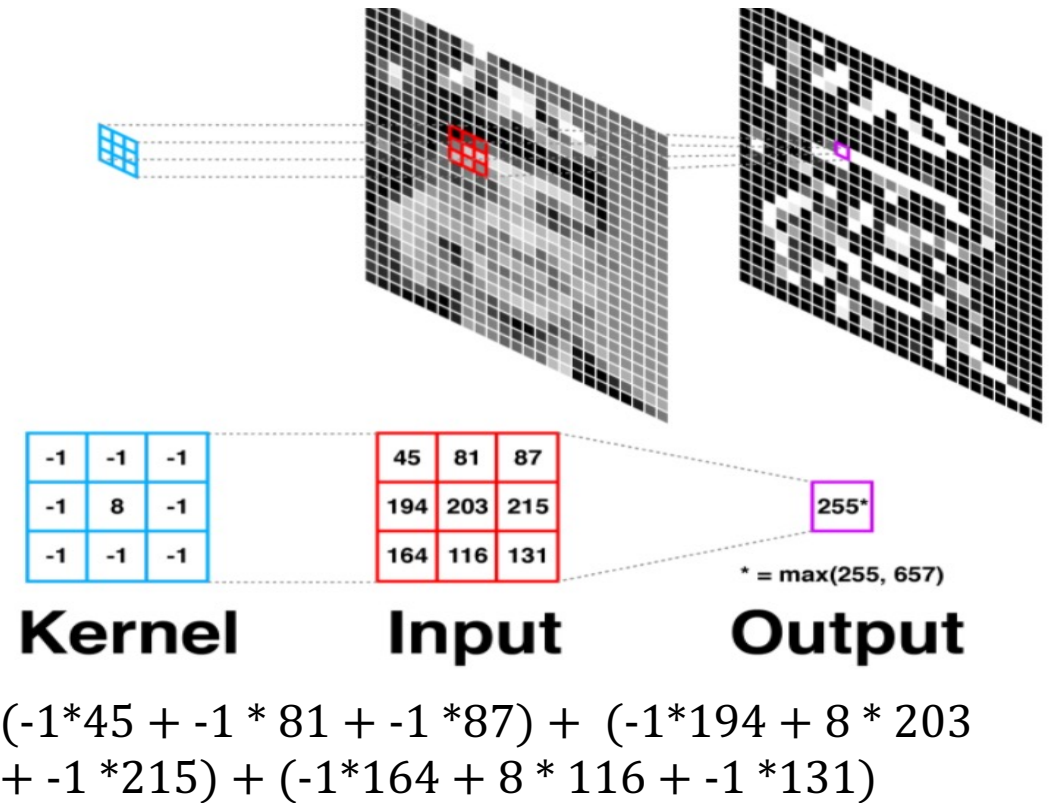 -1 -1 -1 45 81 87
-1 8 -1 194 203 215 255*
-1 -1 -1 164 116 131
* = max(255, 657)
Kernel Input Output
(-1*45 + -1 * 81 + -1 *87) + (-1*194 + 8 * 203
+ -1 *215) + (-1*164 + 8 * 116 + -1 *131)